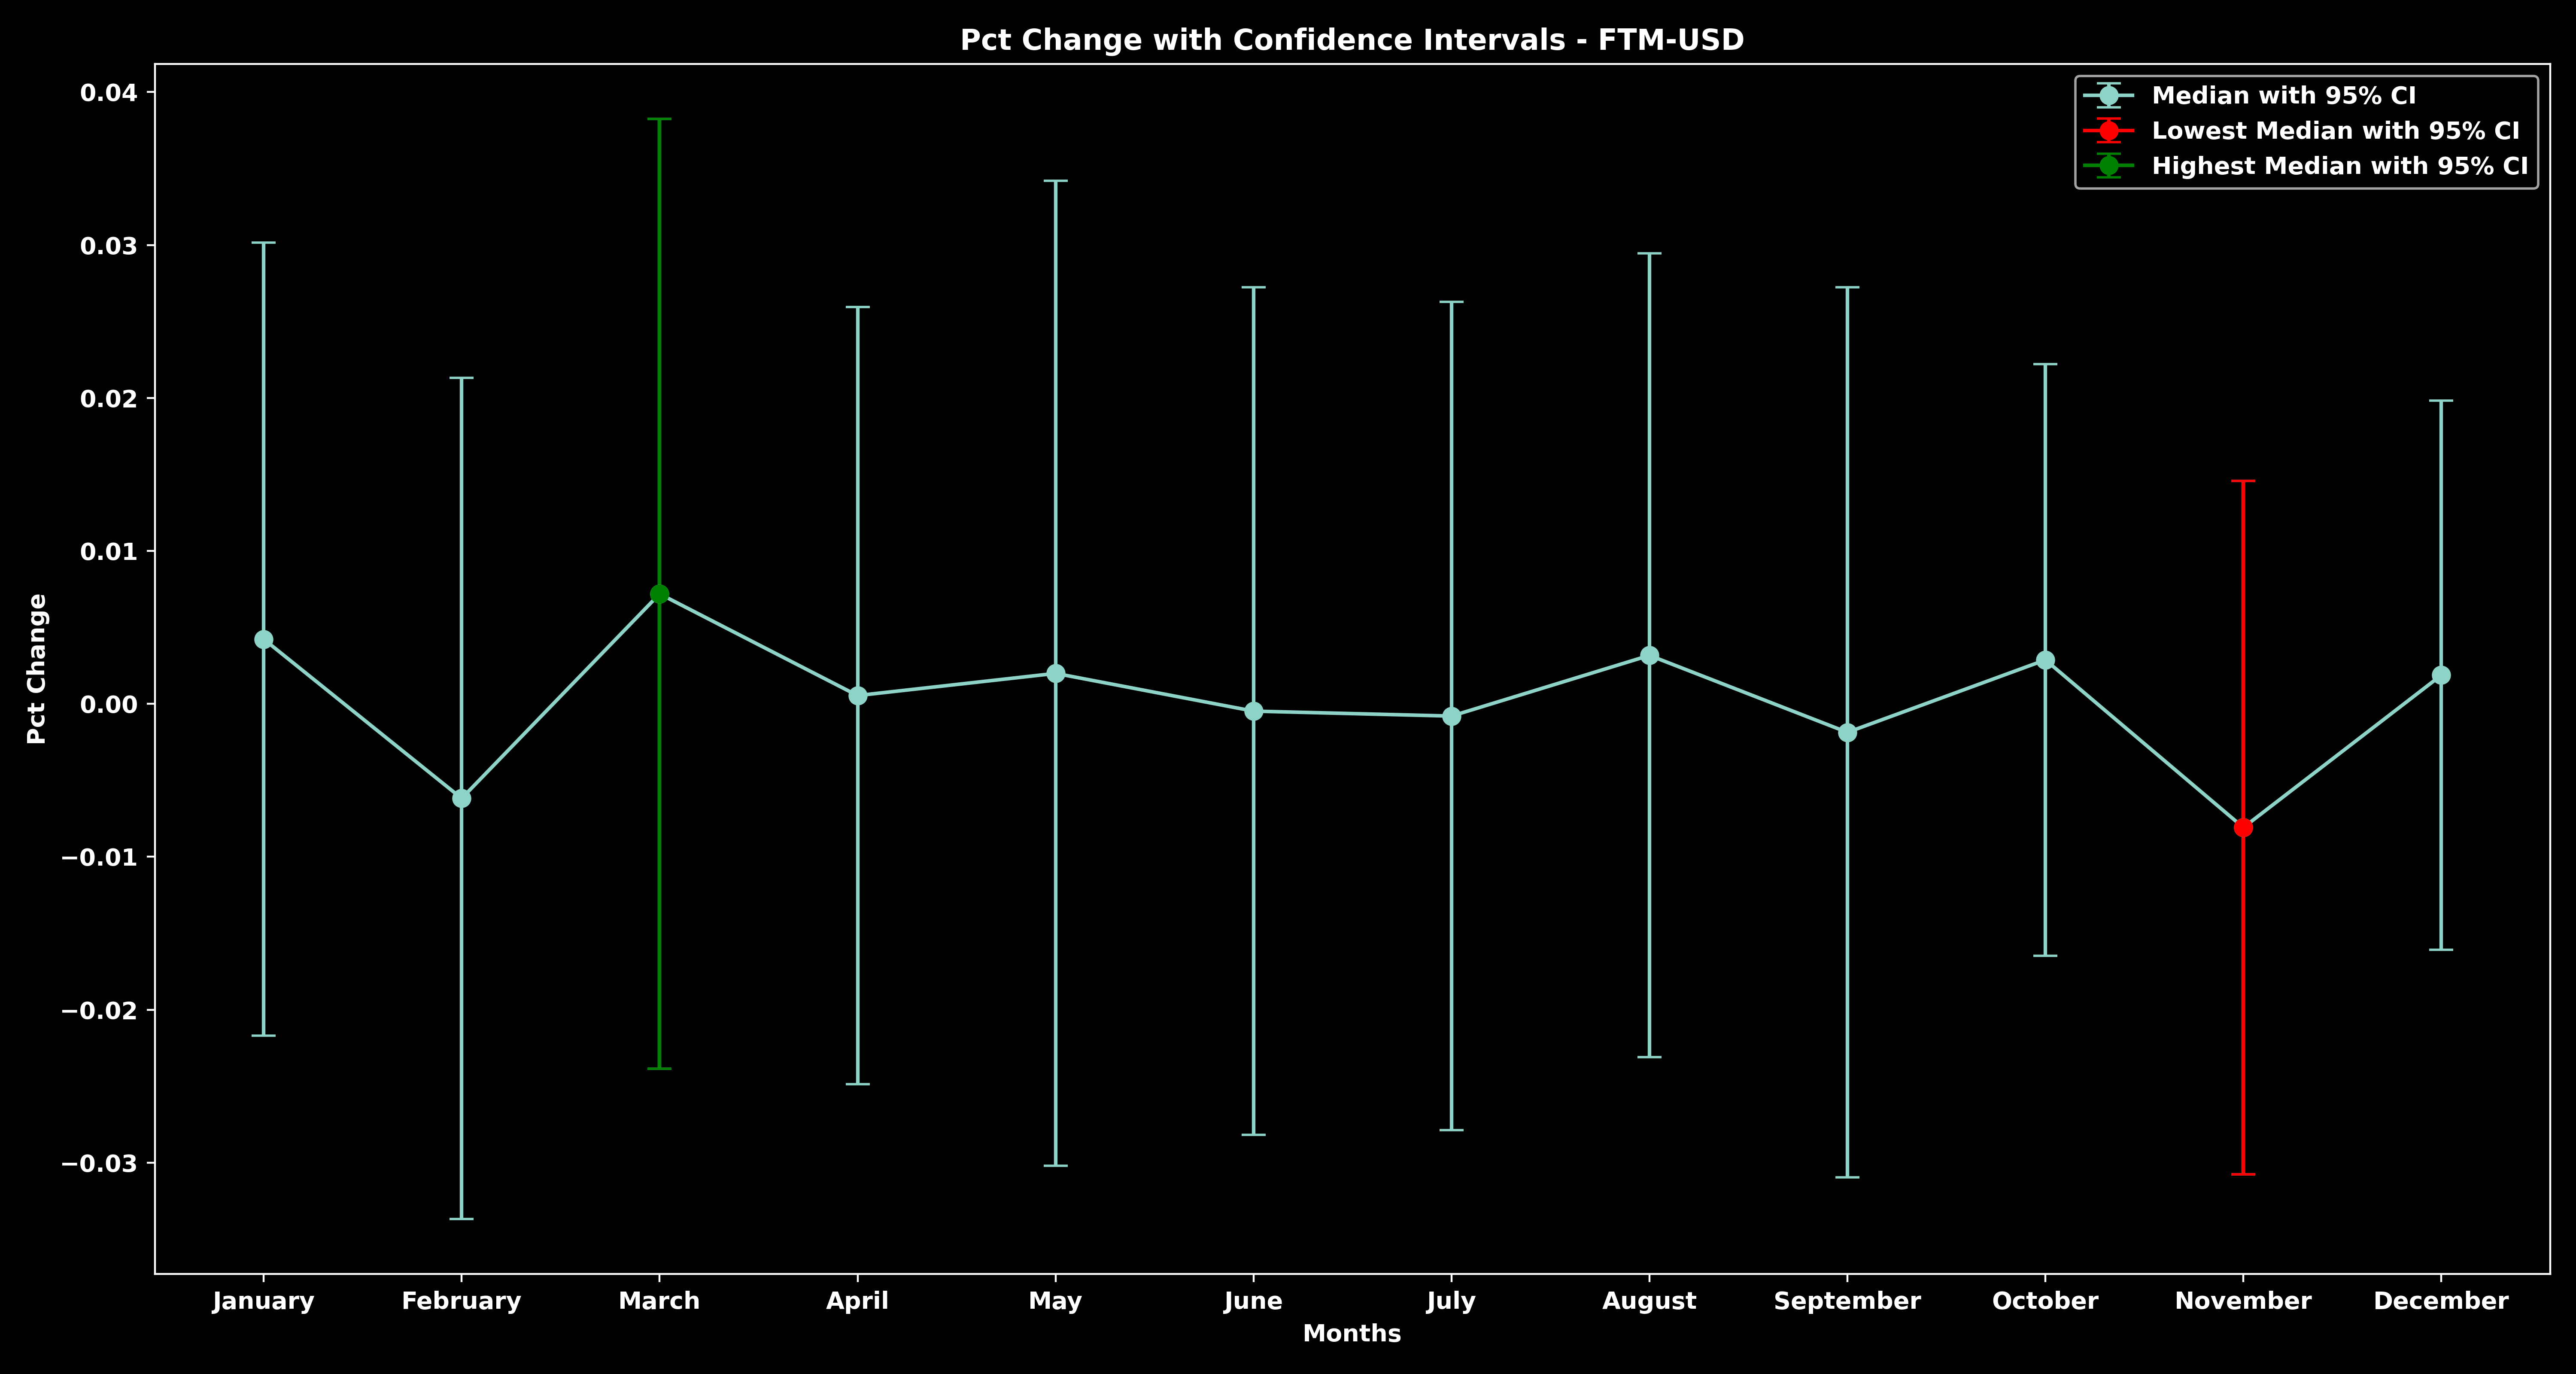 Pct Change with Confidence Intervals - FTM-USD
Median with 95% CI
Lowest Median with 95% CI
Highest Median with 95% CI
Pct Change
0.04
0.03
0.02
0.01
0.00
−0.01
−0.02
−0.03
January February March April May June July August September October November December
Months